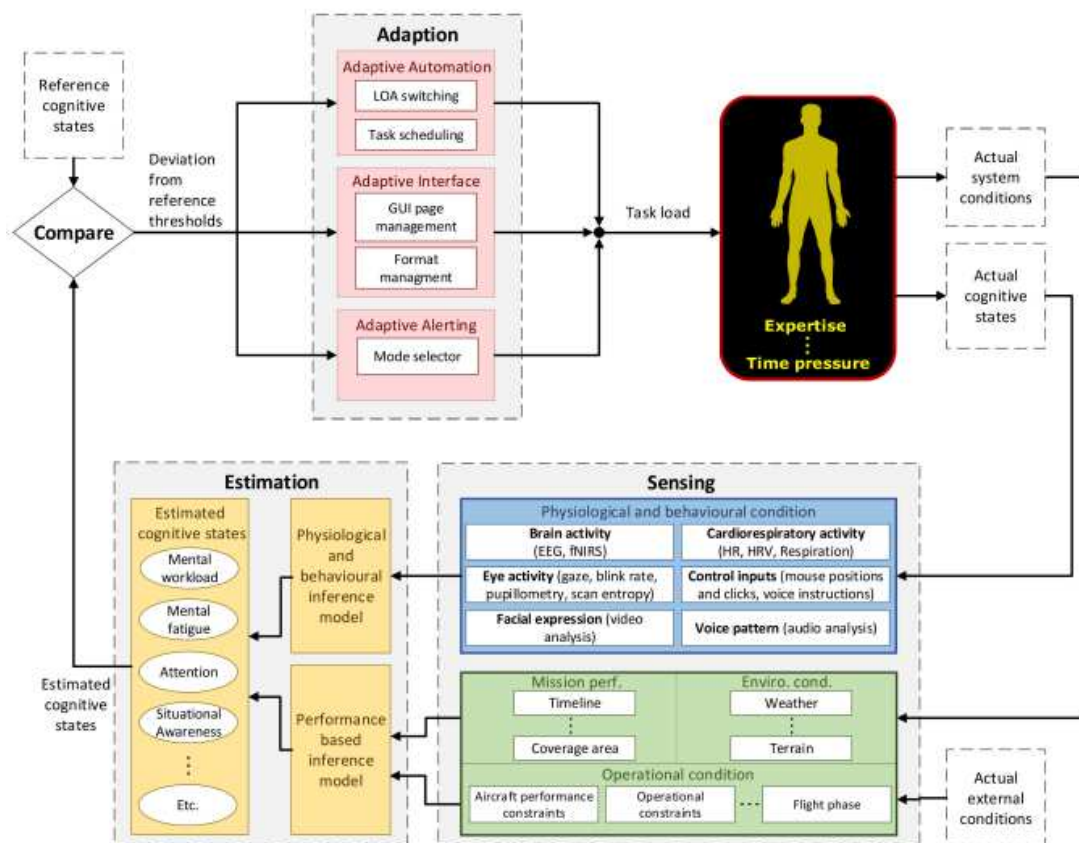 Reference
cognitive
states
Compare
Deviation
from
reference
thresholds
Adaption
Adaptive Automation
LOA switching
Task scheduling
Adaptive Interface
GUI page
management
Format
managment
Adaptive Alerting
Mode selector
Task load
Expertise
Time pressure
Actual
system
conditions
Actual
cognitive
states
Estimation
Estimated
cognitive states
Mental
workload
Mental
fatigue
Attention
Situational
Awareness
Etc.
Physiological
and
behavioural
inference
model
Performance
based
inference
model
Estimated
cognitive
states
Sensing
Physiological and behavioural condition
Brain activity
(EEG, fNIRS)
Cardiorespiratory activity
(HR, HRV, Respiration)
Eye activity (gaze, blink rate,
pupillometry, scan entropy)
Control inputs (mouse positions
and clicks, voice instructions)
Facial expression (video
analysis)
Voice pattern (audio analysis)
Mission perf.
Timeline
Coverage area
Enviro. cond.
Weather
Terrain
Operational condition
Aircraft performance
constraints
Operational
constraints
Flight phase
Actual
external
conditions